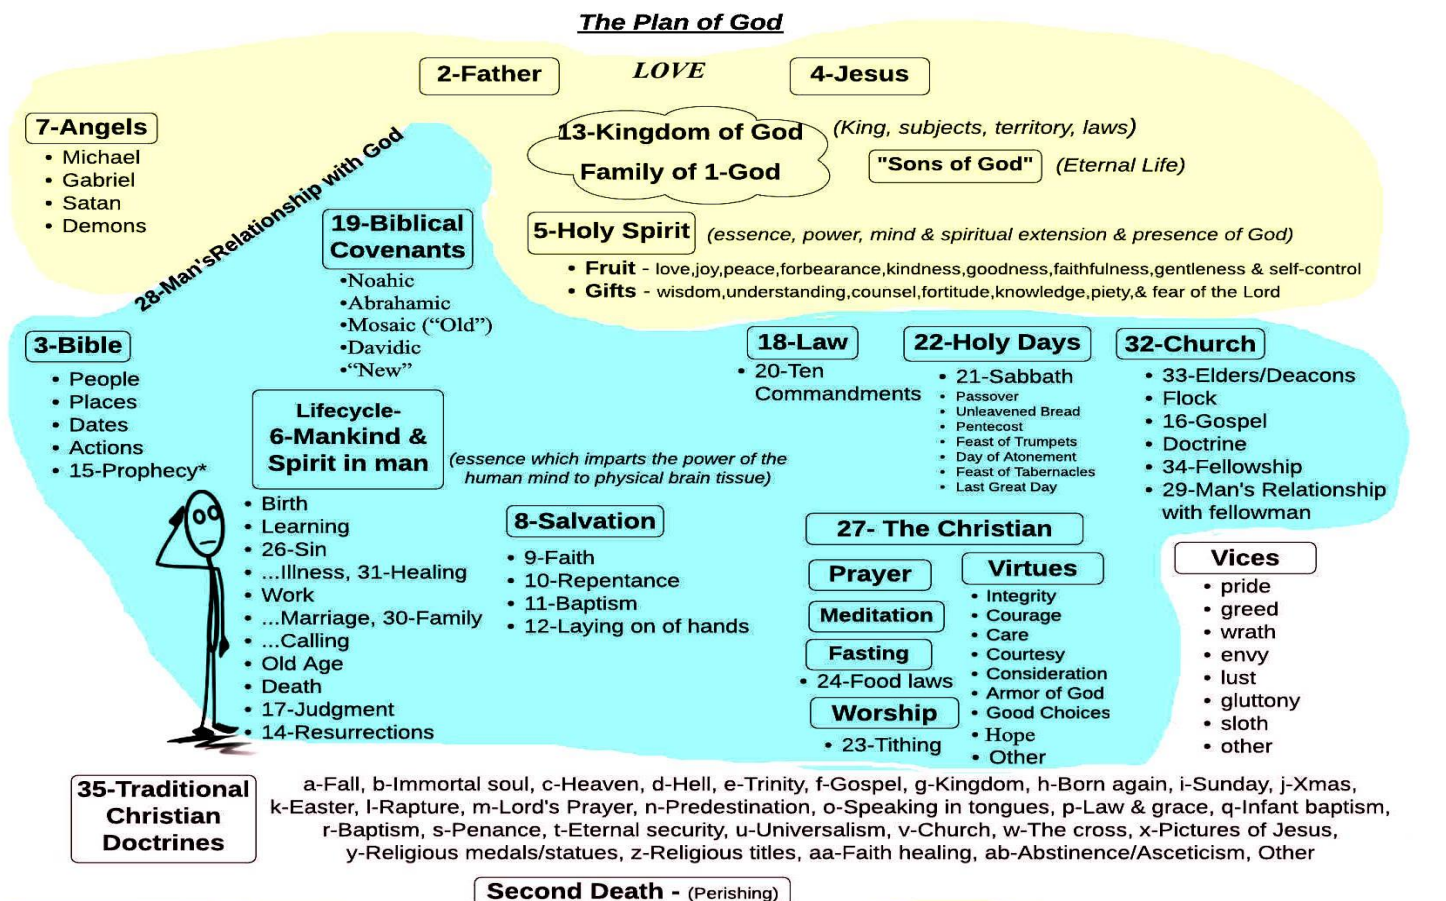 The Plan of God
2-Father
LOVE
4-Jesus
7-Angels
• Michael
• Gabriel
• Satan
• Demons
28-Man'sRelationship with God
13-Kingdom of God
Family of 1-God
(King, subjects, territory, laws)
"Sons of God"
(Eternal Life)
19-Biblical
Covenants
•Noahic
•Abrahamic
•Mosaic (“Old”)
•Davidic
•“New”
5-Holy Spirit
(essence, power, mind & spiritual extension & presence of God)
• Fruit - love,joy,peace,forbearance,kindness,goodness,faithfulness,gentleness & self-control
• Gifts - wisdom,understanding,counsel,fortitude,knowledge,piety,& fear of the Lord
3-Bible
• People
• Places
• Dates
• Actions
• 15-Prophecy*
Lifecycle-
6-Mankind &
Spirit in man
(essence which imparts the power of the
human mind to physical brain tissue)
• Birth
• Learning
• 26-Sin
• ...Illness, 31-Healing
• Work
• ...Marriage, 30-Family
• ...Calling
• Old Age
• Death
• 17-Judgment
• 14-Resurrections
8-Salvation
• 9-Faith
• 10-Repentance
• 11-Baptism
• 12-Laying on of hands
18-Law
• 20-Ten
Commandments
22-Holy Days
• 21-Sabbath
• Passover
• Unleavened Bread
• Pentecost
• Feast of Trumpets
• Day of Atonement
• Feast of Tabernacles
• Last Great Day
32-Church
• 33-Elders/Deacons
• Flock
• 16-Gospel
• Doctrine
• 34-Fellowship
• 29-Man's Relationship
with fellowman
27- The Christian
Prayer
Meditation
Fasting
• 24-Food laws
Worship
• 23-Tithing
Virtues
• Integrity
• Courage
• Care
• Courtesy
• Consideration
• Armor of God
• Good Choices
• Hope
• Other
Vices
• pride
• greed
• wrath
• envy
• lust
• gluttony
• sloth
• other
35-Traditional
Christian
Doctrines
a-Fall, b-Immortal soul, c-Heaven, d-Hell, e-Trinity, f-Gospel, g-Kingdom, h-Born again, i-Sunday, j-Xmas,
k-Easter, l-Rapture, m-Lord's Prayer, n-Predestination, o-Speaking in tongues, p-Law & grace, q-Infant baptism,
r-Baptism, s-Penance, t-Eternal security, u-Universalism, v-Church, w-The cross, x-Pictures of Jesus,
y-Religious medals/statues, z-Religious titles, aa-Faith healing, ab-Abstinence/Asceticism, Other
Second Death - (Perishing)